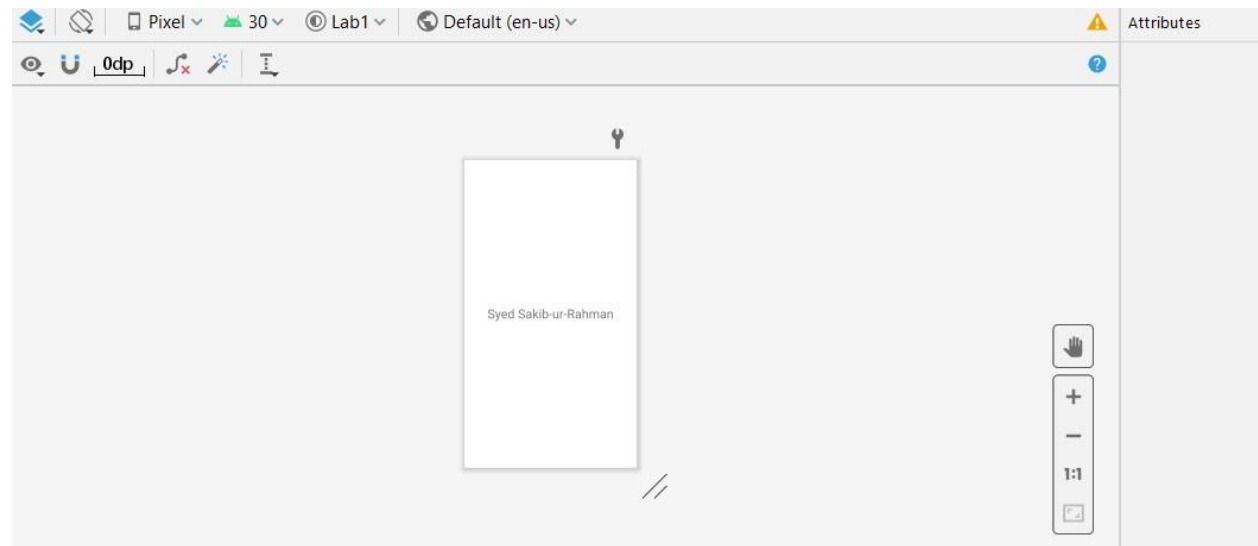 Pixel 30 Lab1 Default (en-us) Attributes
0dp
Syed Sakib-ur-Rahman
1:1